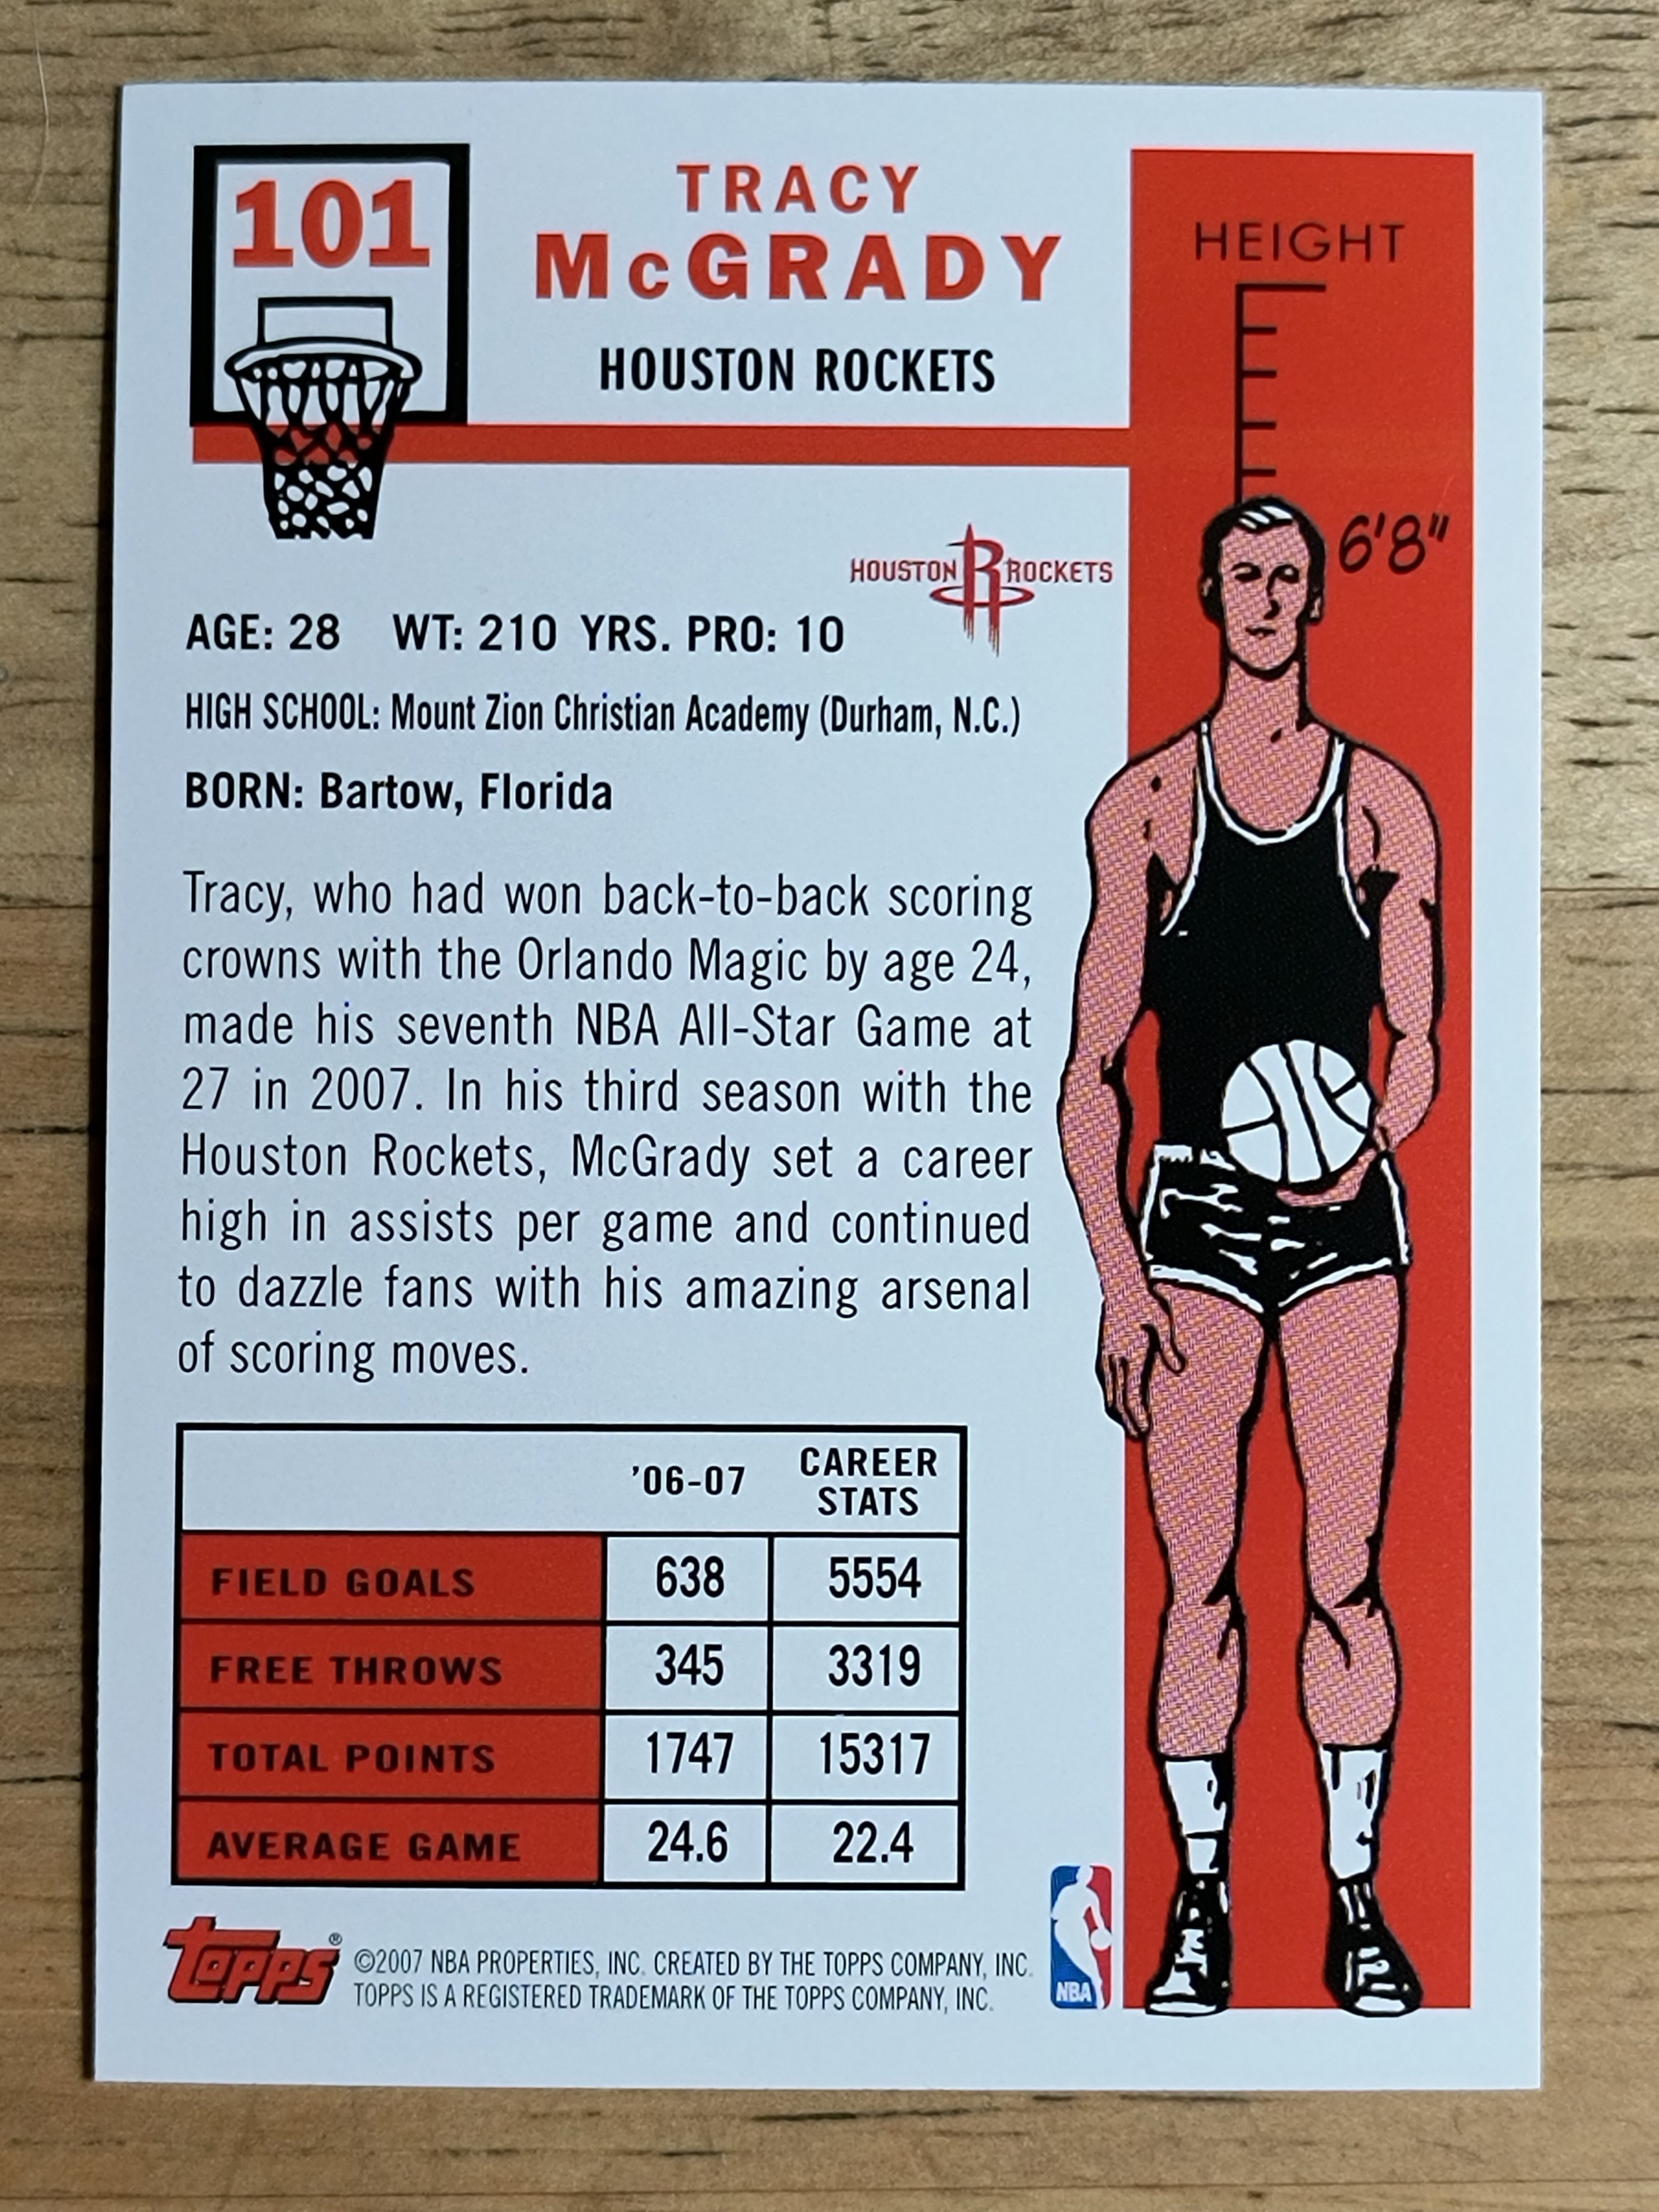 101
TRACY
McGRADY
HOUSTON ROCKETS
HEIGHT
6'8"
HOUSTON R ROCKETS
AGE: 28 WT: 210 YRS. PRO: 10
HIGH SCHOOL: Mount Zion Christian Academy (Durham, N.C.)
BORN: Bartow, Florida
Tracy, who had won back-to-back scoring
crowns with the Orlando Magic by age 24,
made his seventh NBA All-Star Game at
27 in 2007. In his third season with the
Houston Rockets, McGrady set a career
high in assists per game and continued
to dazzle fans with his amazing arsenal
of scoring moves.
'06-07 CAREER STATS
FIELD GOALS 638 5554
FREE THROWS 345 3319
TOTAL POINTS 1747 15317
AVERAGE GAME 24.6 22.4
Topps®
©2007 NBA PROPERTIES, INC. CREATED BY THE TOPPS COMPANY, INC.
TOPPS IS A REGISTERED TRADEMARK OF THE TOPPS COMPANY, INC.
NBA